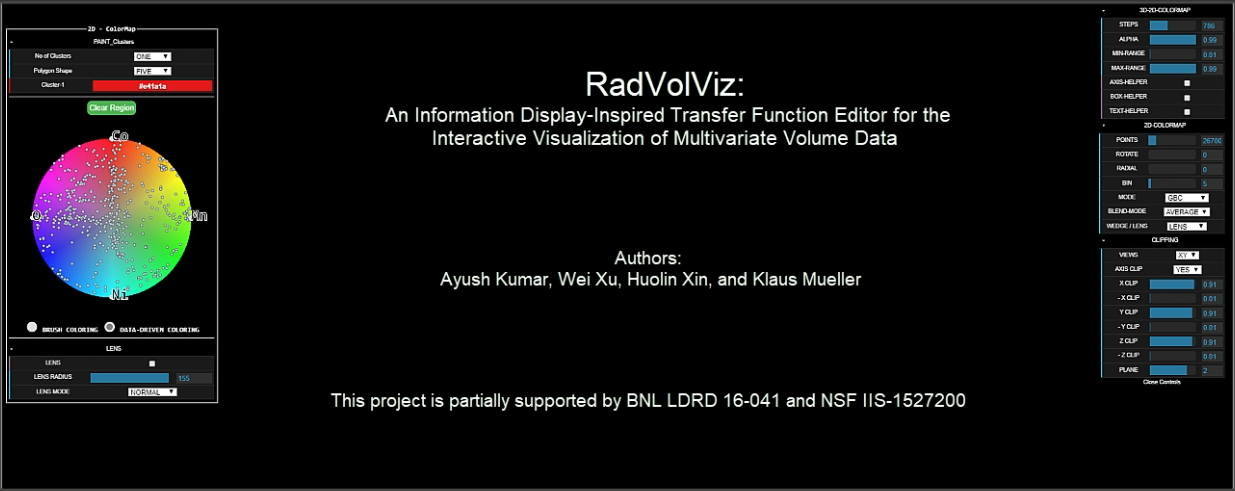 2D - ColorMap
PAINT_Clusters
No of Clusters ONE
Polygon Shape FIVE
Cluster-1 #e41a1a
Clear Region
Co
O
Mn
Ni
BRUSH COLORING DATA-DRIVEN COLORING
LENS
LENS
LENS RADIUS 155
LENS MODE NORMAL
RadVolViz:
An Information Display-Inspired Transfer Function Editor for the
Interactive Visualization of Multivariate Volume Data
Authors:
Ayush Kumar, Wei Xu, Huolin Xin, and Klaus Mueller
This project is partially supported by BNL LDRD 16-041 and NSF IIS-1527200
3D-2D-COLORMAP
STEPS 786
ALPHA 0.99
MIN-RANGE 0.01
MAX-RANGE 0.99
AXIS-HELPER
BOX-HELPER
TEXT-HELPER
2D-COLORMAP
POINTS 26700
ROTATE 0
RADIAL 0
BIN 5
MODE GBC
BLEND-MODE AVERAGE
WEDGE / LENS LENS
CLIPPING
VIEWS XY
AXIS CLIP YES
X CLIP 0.91
- X CLIP 0.01
Y CLIP 0.91
- Y CLIP 0.01
Z CLIP 0.91
- Z CLIP 0.01
PLANE 2
Close Controls